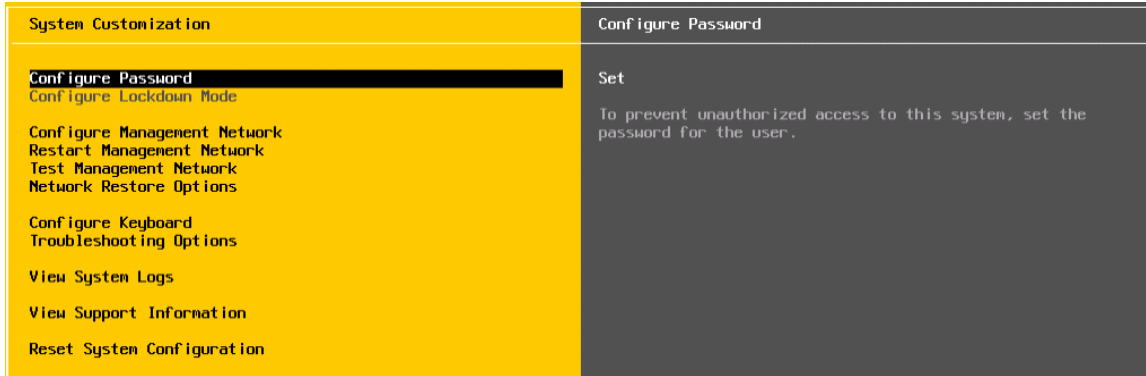 System Customization
Configure Password
Configure Password
Configure Lockdown Mode
Configure Management Network
Restart Management Network
Test Management Network
Network Restore Options
Configure Keyboard
Troubleshooting Options
View System Logs
View Support Information
Reset System Configuration
Set
To prevent unauthorized access to this system, set the
password for the user.